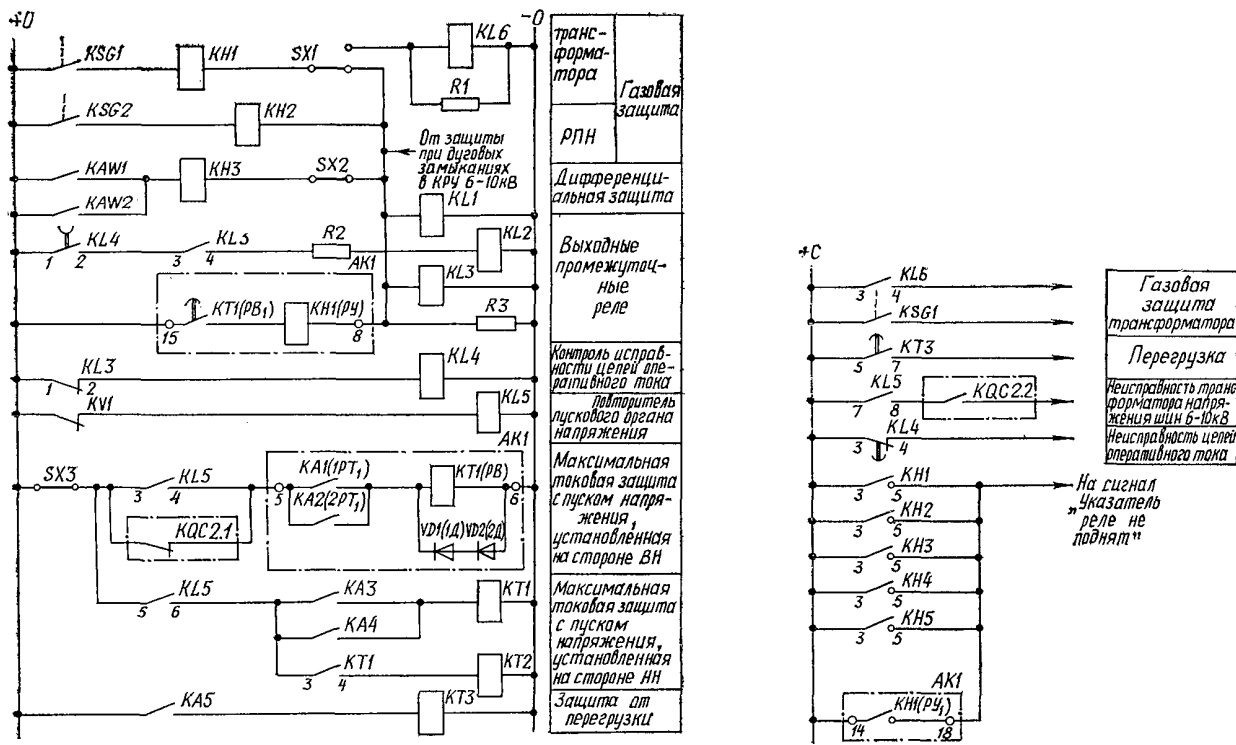 +O
-O
KSG1
KH1
SX1
KL6
R1
транс-
форма-
тора
Газовая
защита
KSG2
KH2
РПН
От защиты
при дуговых
замыканиях
в КРУ 6-10кВ
KAW1
KH3
SX2
KAW2
KL1
Дифференци-
альная защита
KL4
1 2
KL3
3 4
R2
KL2
AK1
KL3
KT1(PB₁)
KH1(РУ)
15
8
R3
Выходные
промежуточ-
ные
реле
KL3
1 2
KL4
Контроль исправ-
ности цепей опе-
ративного тока
KV1
KL5
Повторитель
пускового органа
напряжения
AK1
SX3
KL5
3 4
KQC2.1
5
KA1(1РТ₁)
KA2(2РТ₁)
KT1(РВ)
6
VD1(1Д)
VD2(2Д)
Максимальная
токовая защита
с пуском напря-
жения,
установленная
на стороне ВН
KL5
5 6
KA3
KA4
KT1
KT1
3 4
KT2
Максимальная
токовая защита
с пуском
напряжения,
установленная
на стороне НН
KA5
KT3
Защита от
перегрузки
+C
KL6
3 4
KSG1
Газовая
защита
трансформатора
KT3
5 7
Перегрузка
KL5
7 8
KQC2.2
Неисправность транс-
форматора напря-
жения шин 6-10кВ
KL4
3 4
Неисправность цепей
оперативного тока
KH1
3 5
KH2
3 5
KH3
3 5
KH4
3 5
KH5
3 5
На сигнал
„Указатель
реле не
поднят"
AK1
KH1(РУ₁)
14
18